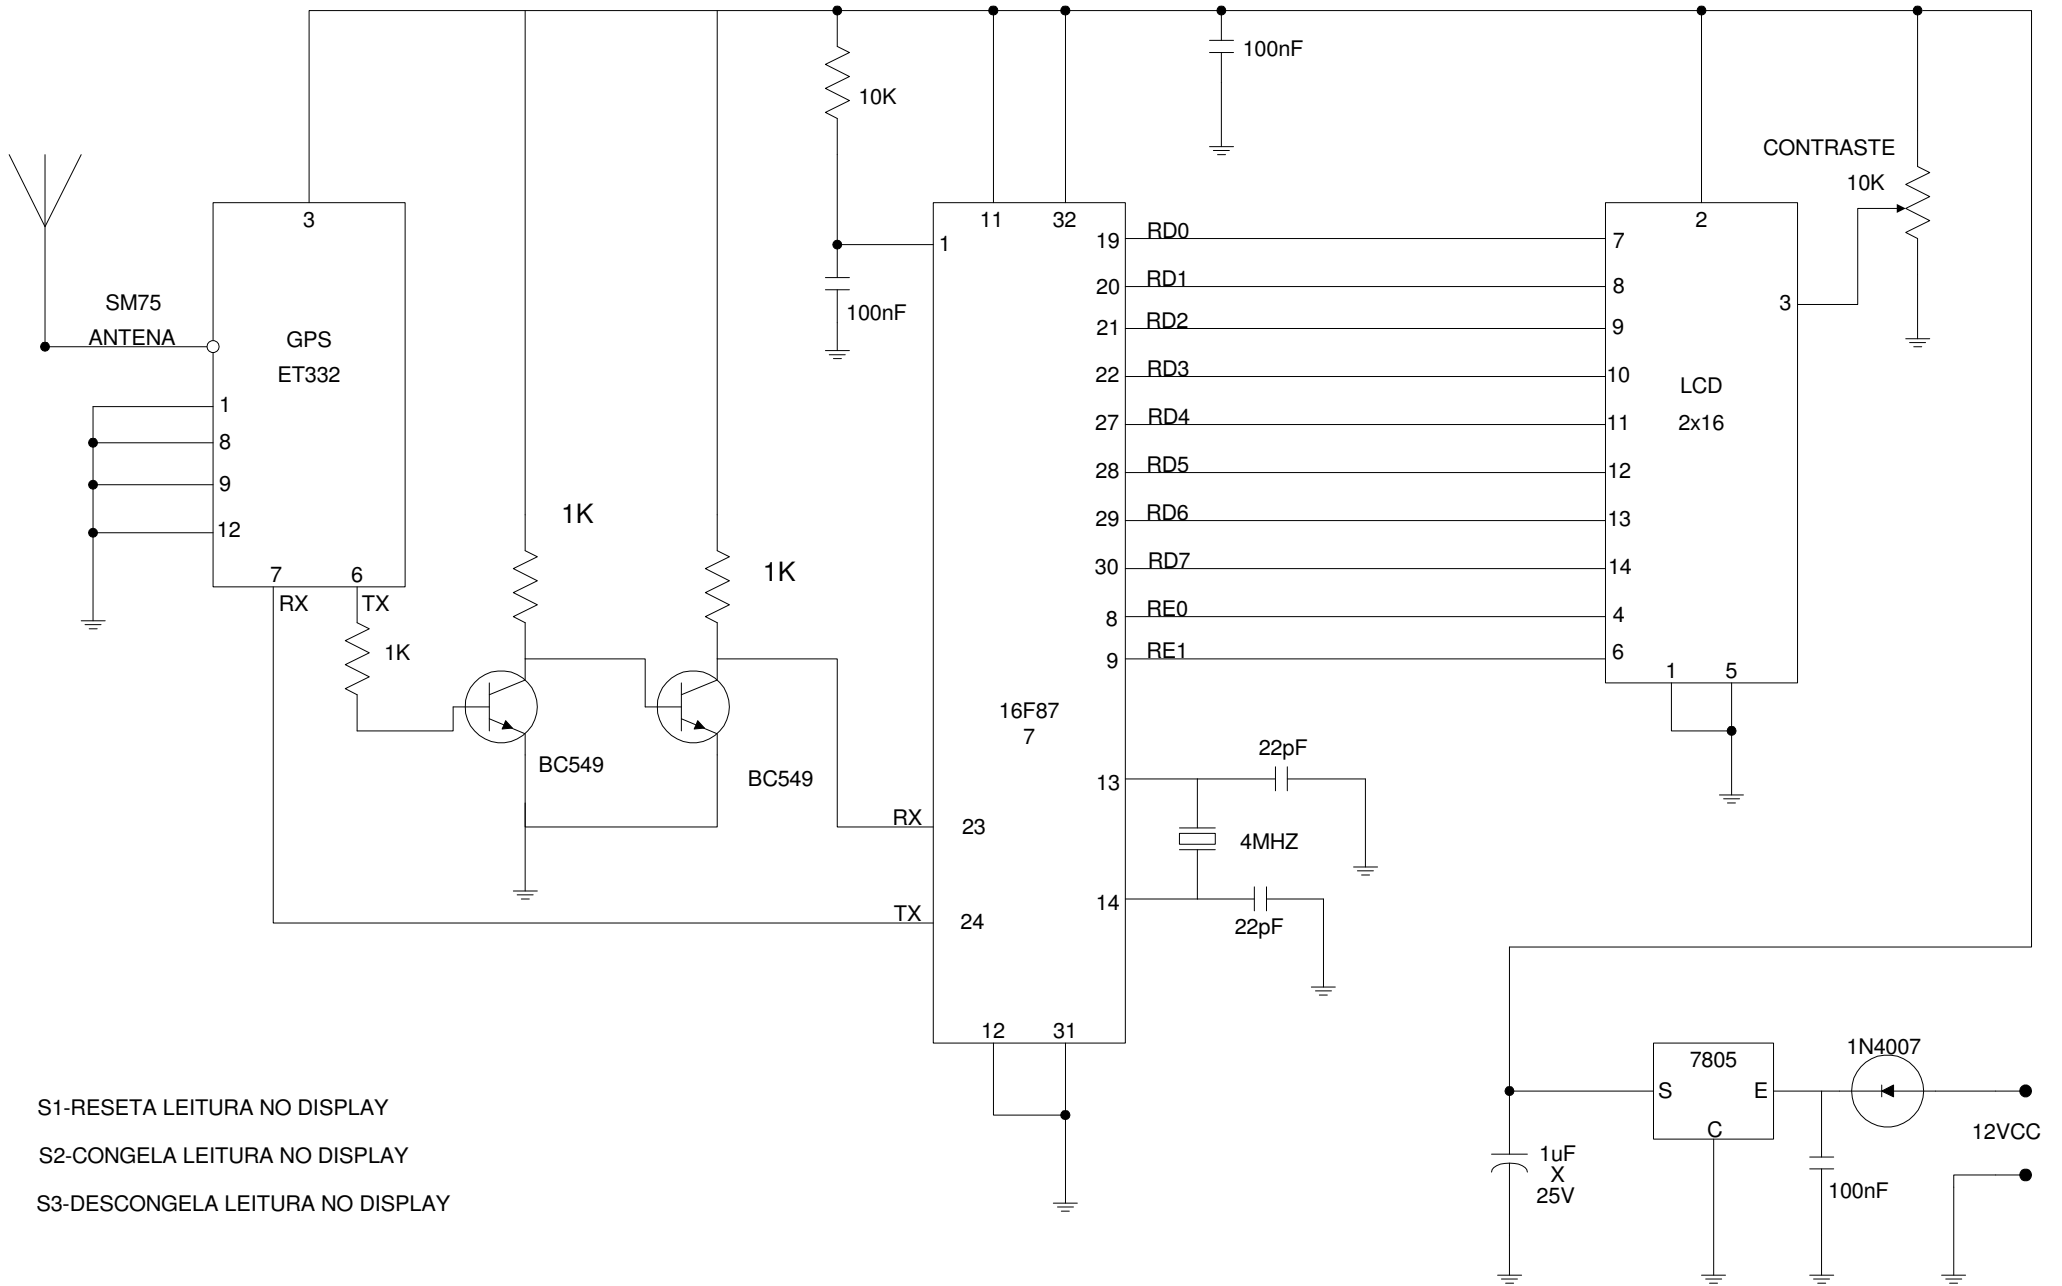 100nF
10K
CONTRASTE
10K
3
11
32
2
1
19
RD0
7
20
RD1
8
21
RD2
9
22
RD3
10
27
RD4
11
28
RD5
12
29
RD6
13
30
RD7
14
8
RE0
4
9
RE1
6
3
LCD
2x16
1
5
100nF
SM75
ANTENA
GPS
ET332
1
8
9
12
7
6
RX
TX
1K
1K
1K
BC549
BC549
16F87
7
RX
23
TX
24
13
22pF
4MHZ
14
22pF
12
31
7805
S
E
C
1N4007
12VCC
1uF
X
25V
100nF
S1-RESETA LEITURA NO DISPLAY
S2-CONGELA LEITURA NO DISPLAY
S3-DESCONGELA LEITURA NO DISPLAY